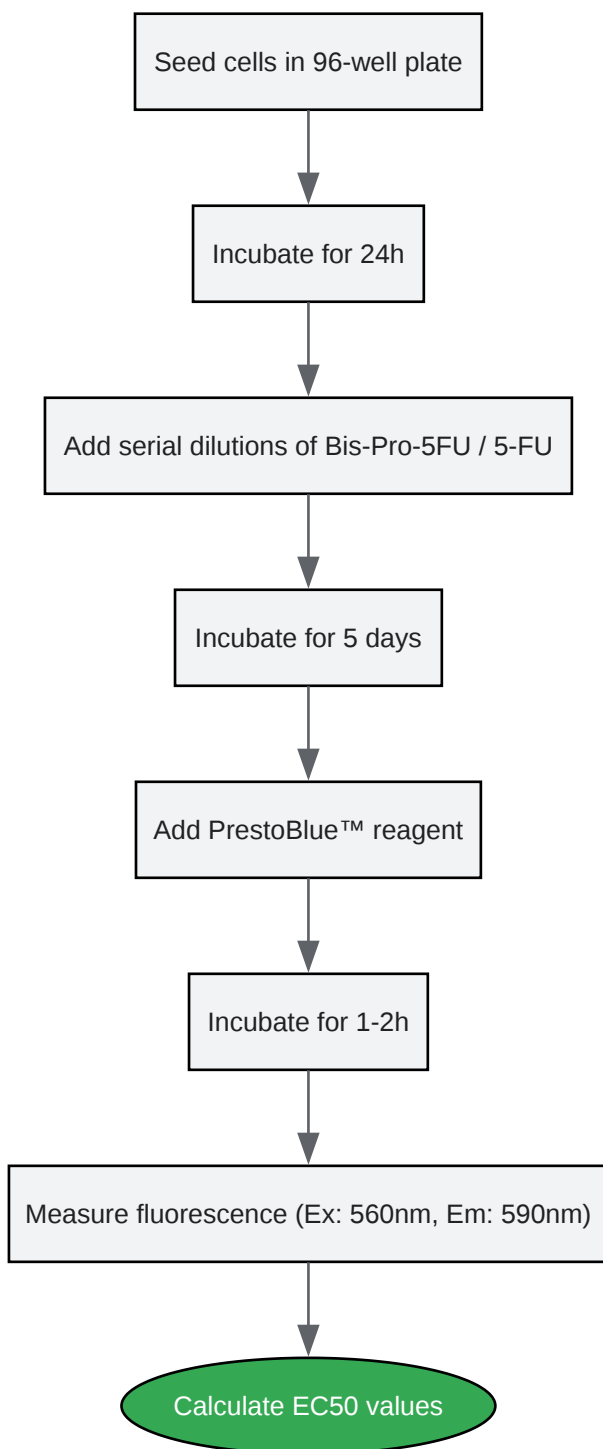 Seed cells in 96-well plate
Incubate for 24h
Add serial dilutions of Bis-Pro-5FU / 5-FU
Incubate for 5 days
Add PrestoBlue™ reagent
Incubate for 1-2h
Measure fluorescence (Ex: 560nm, Em: 590nm)
Calculate EC50 values